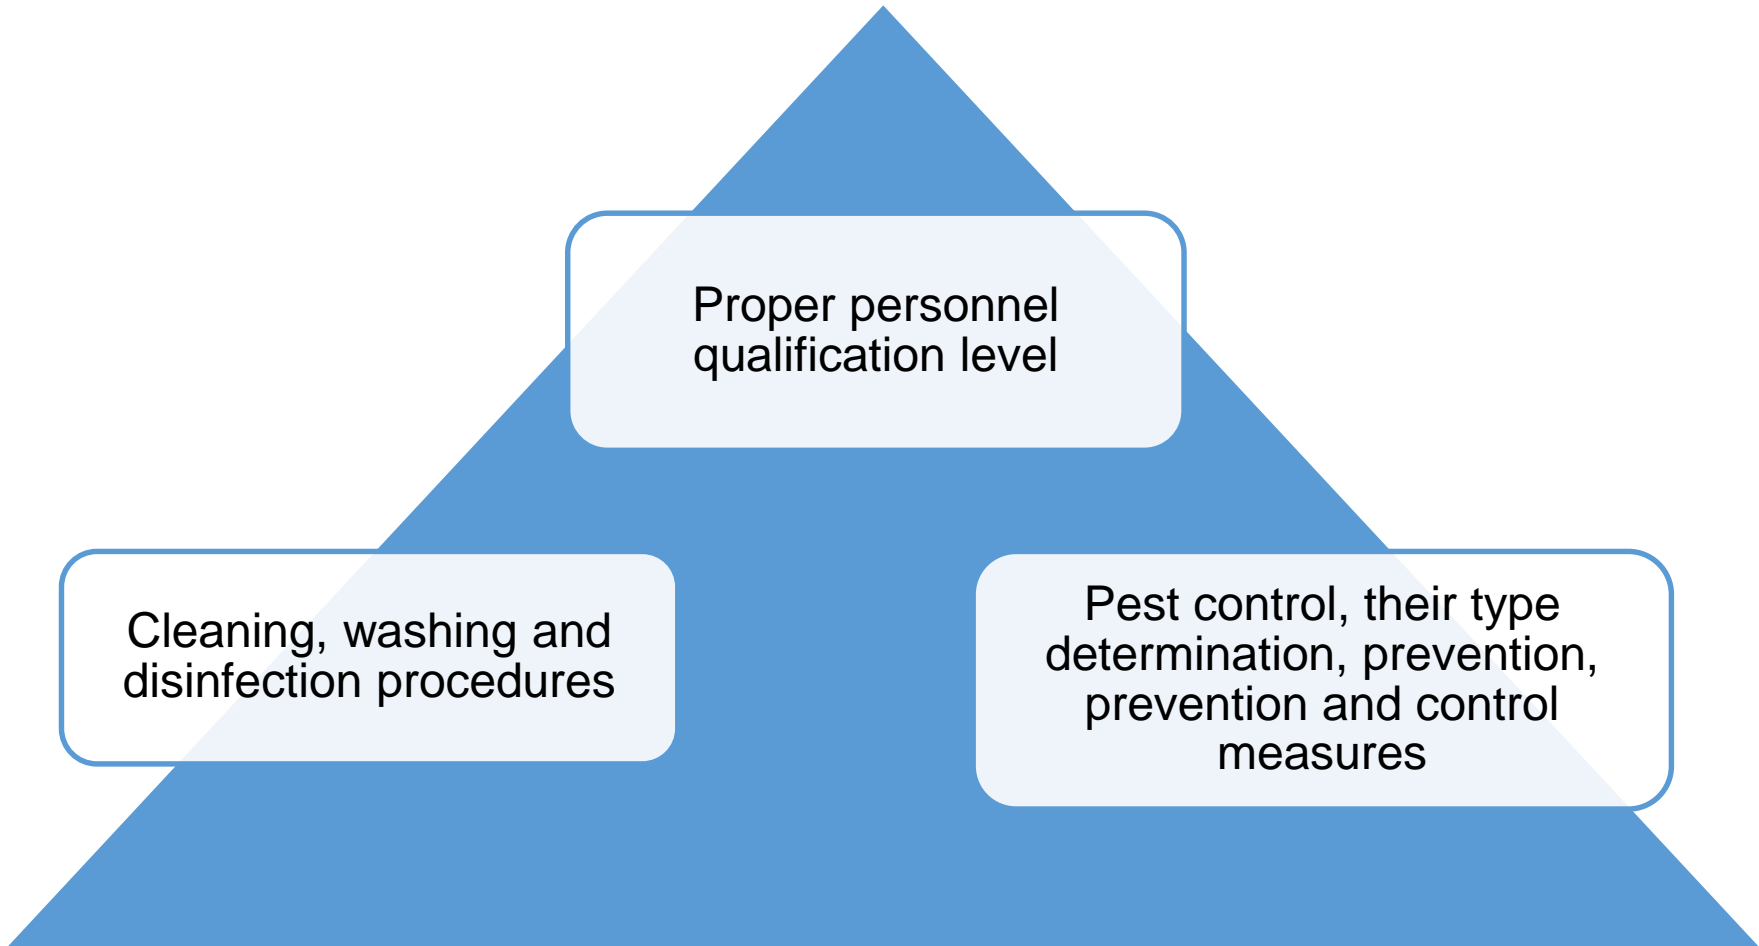 Proper personnel
qualification level
Cleaning, washing and
disinfection procedures
Pest control, their type
determination, prevention,
prevention and control
measures